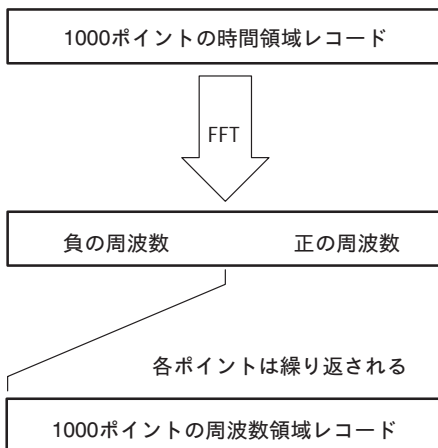 1000ポイントの時間領域レコード
FFT
負の周波数 正の周波数
各ポイントは繰り返される
1000ポイントの周波数領域レコード